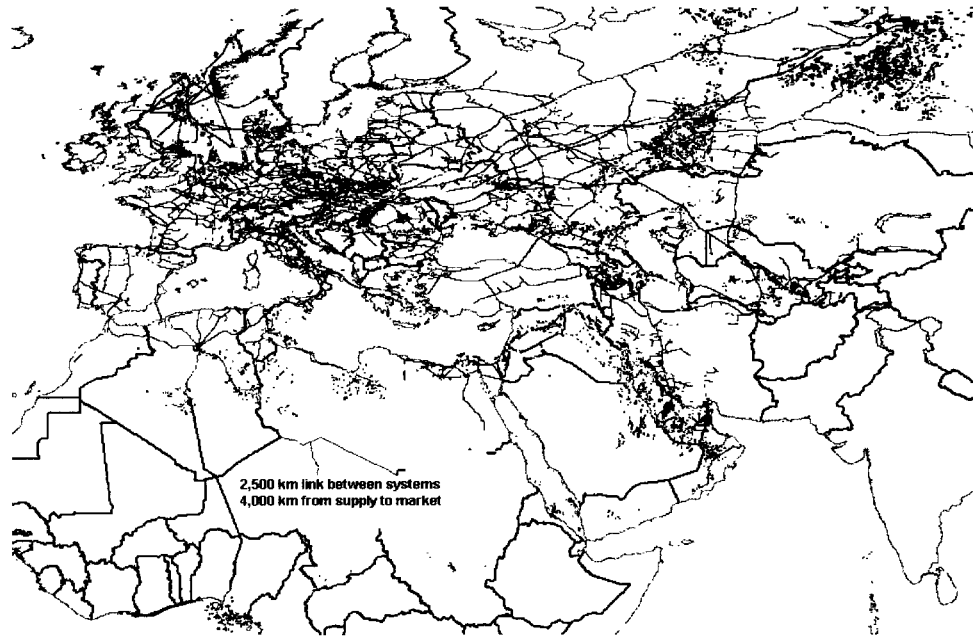 2,500 km link between systems
4,000 km from supply to market